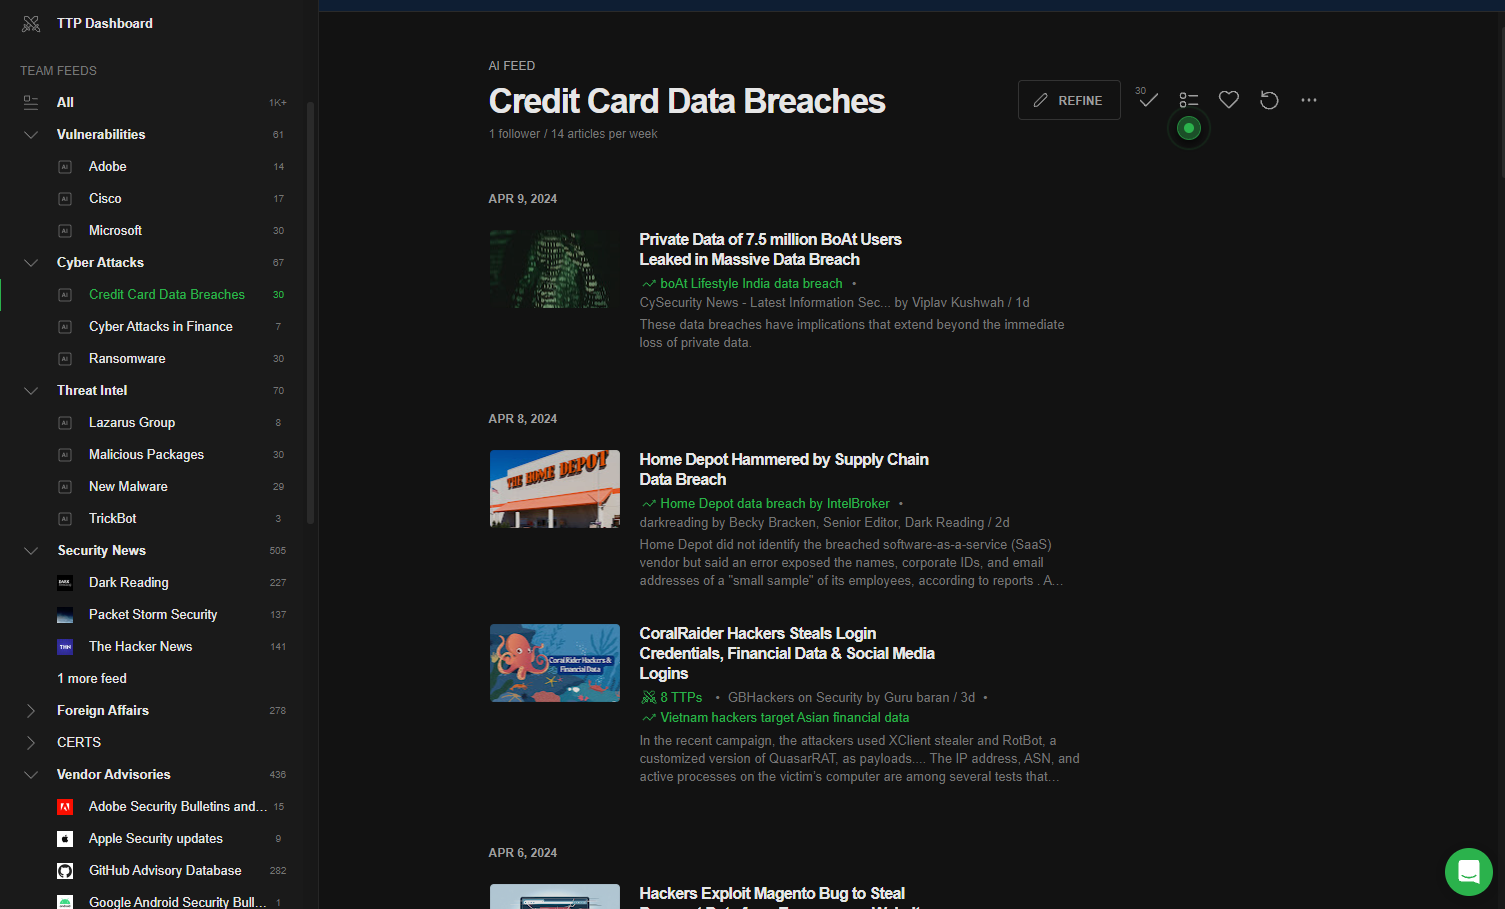 TTP Dashboard
TEAM FEEDS
All 1K+
Vulnerabilities 61
AI Adobe 14
AI Cisco 17
AI Microsoft 30
Cyber Attacks 67
AI Credit Card Data Breaches 30
AI Cyber Attacks in Finance 7
AI Ransomware 30
Threat Intel 70
AI Lazarus Group 8
AI Malicious Packages 30
AI New Malware 29
AI TrickBot 3
Security News 505
Dark Reading 227
Packet Storm Security 137
THN The Hacker News 141
1 more feed
Foreign Affairs 278
CERTS
Vendor Advisories 436
Adobe Security Bulletins and... 15
Apple Security updates 9
GitHub Advisory Database 282
Google Android Security Bull... 1
AI FEED
Credit Card Data Breaches
1 follower / 14 articles per week
REFINE
30
APR 9, 2024
Private Data of 7.5 million BoAt Users
Leaked in Massive Data Breach
boAt Lifestyle India data breach •
CySecurity News - Latest Information Sec... by Viplav Kushwah / 1d
These data breaches have implications that extend beyond the immediate
loss of private data.
APR 8, 2024
THE HOME DEPOT
Home Depot Hammered by Supply Chain
Data Breach
Home Depot data breach by IntelBroker •
darkreading by Becky Bracken, Senior Editor, Dark Reading / 2d
Home Depot did not identify the breached software-as-a-service (SaaS)
vendor but said an error exposed the names, corporate IDs, and email
addresses of a "small sample" of its employees, according to reports . A...
CoralRider Hackers &
Financial Data
CoralRaider Hackers Steals Login
Credentials, Financial Data & Social Media
Logins
8 TTPs • GBHackers on Security by Guru baran / 3d •
Vietnam hackers target Asian financial data
In the recent campaign, the attackers used XClient stealer and RotBot, a
customized version of QuasarRAT, as payloads.... The IP address, ASN, and
active processes on the victim's computer are among several tests that...
APR 6, 2024
Hackers Exploit Magento Bug to Steal